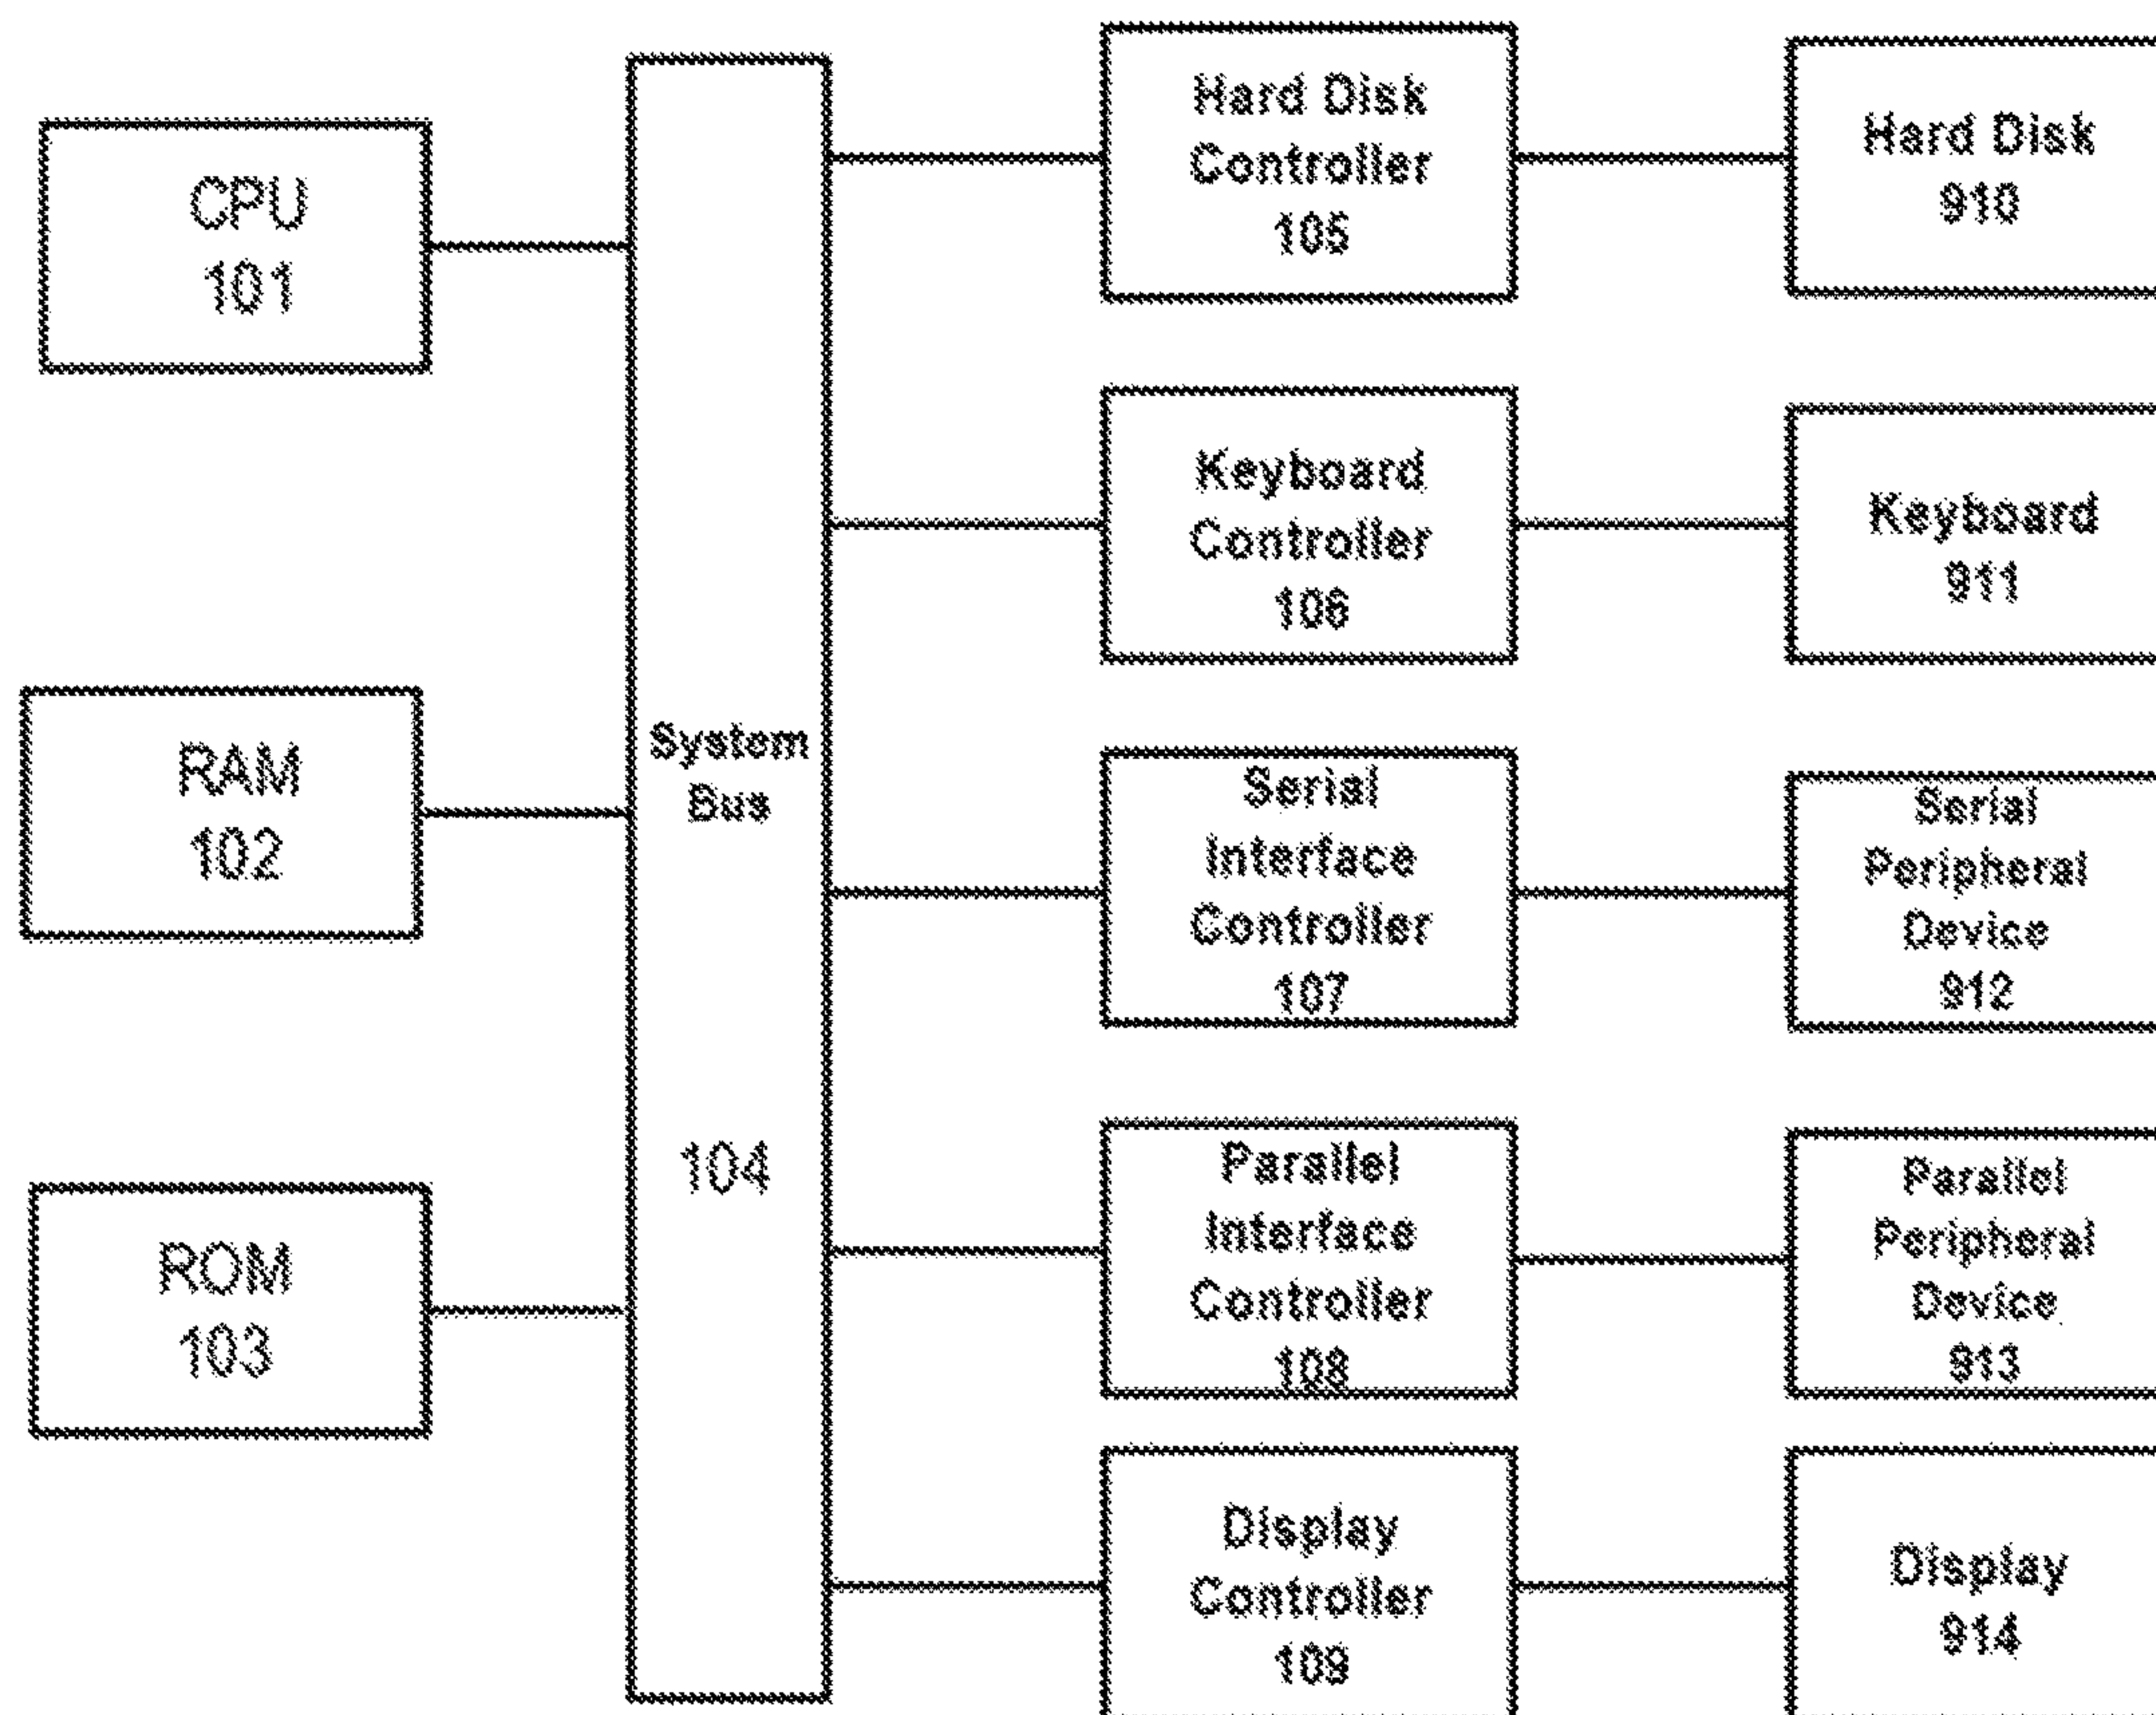 CPU
101
RAM
102
ROM
103
System
Bus
104
Hard Disk
Controller
105
Keyboard
Controller
106
Serial
Interface
Controller
107
Parallel
Interface
Controller
108
Display
Controller
109
Hard Disk
910
Keyboard
911
Serial
Peripheral
Device
912
Parallel
Peripheral
Device
913
Display
914